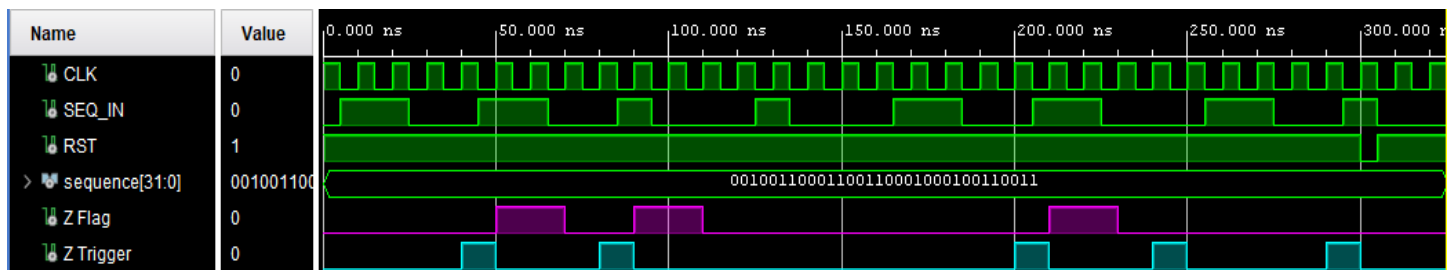 Name Value 0.000 ns 50.000 ns 100.000 ns 150.000 ns 200.000 ns 250.000 ns 300.000
CLK 0
SEQ_IN 0
RST 1
sequence[31:0] 001001100 00100110001100110001000100110011
Z Flag 0
Z Trigger 0